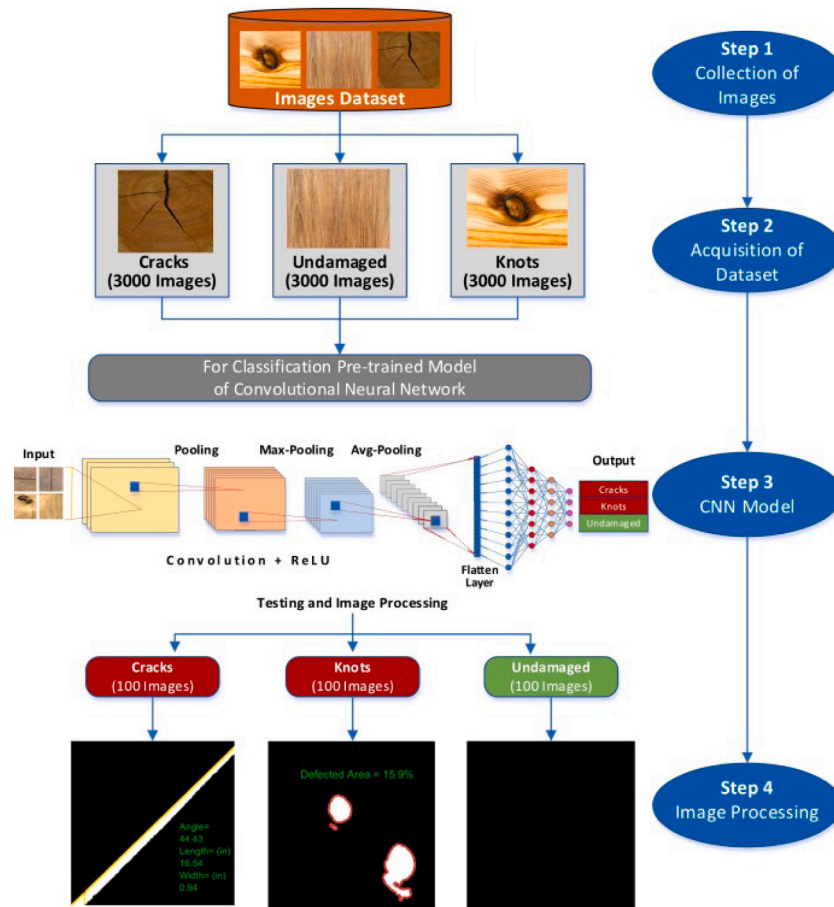 Images Dataset
Step 1
Collection of
Images
Cracks
(3000 Images)
Undamaged
(3000 Images)
Knots
(3000 Images)
Step 2
Acquisition of
Dataset
For Classification Pre-trained Model
of Convolutional Neural Network
Input
Pooling
Max-Pooling
Avg-Pooling
Output
Cracks
Knots
Undamaged
Convolution + ReLU
Flatten
Layer
Step 3
CNN Model
Testing and Image Processing
Cracks
(100 Images)
Knots
(100 Images)
Undamaged
(100 Images)
Angle=
44.43
Length= (in)
16.54
Width= (in)
0.94
Defected Area = 15.9%
Step 4
Image Processing